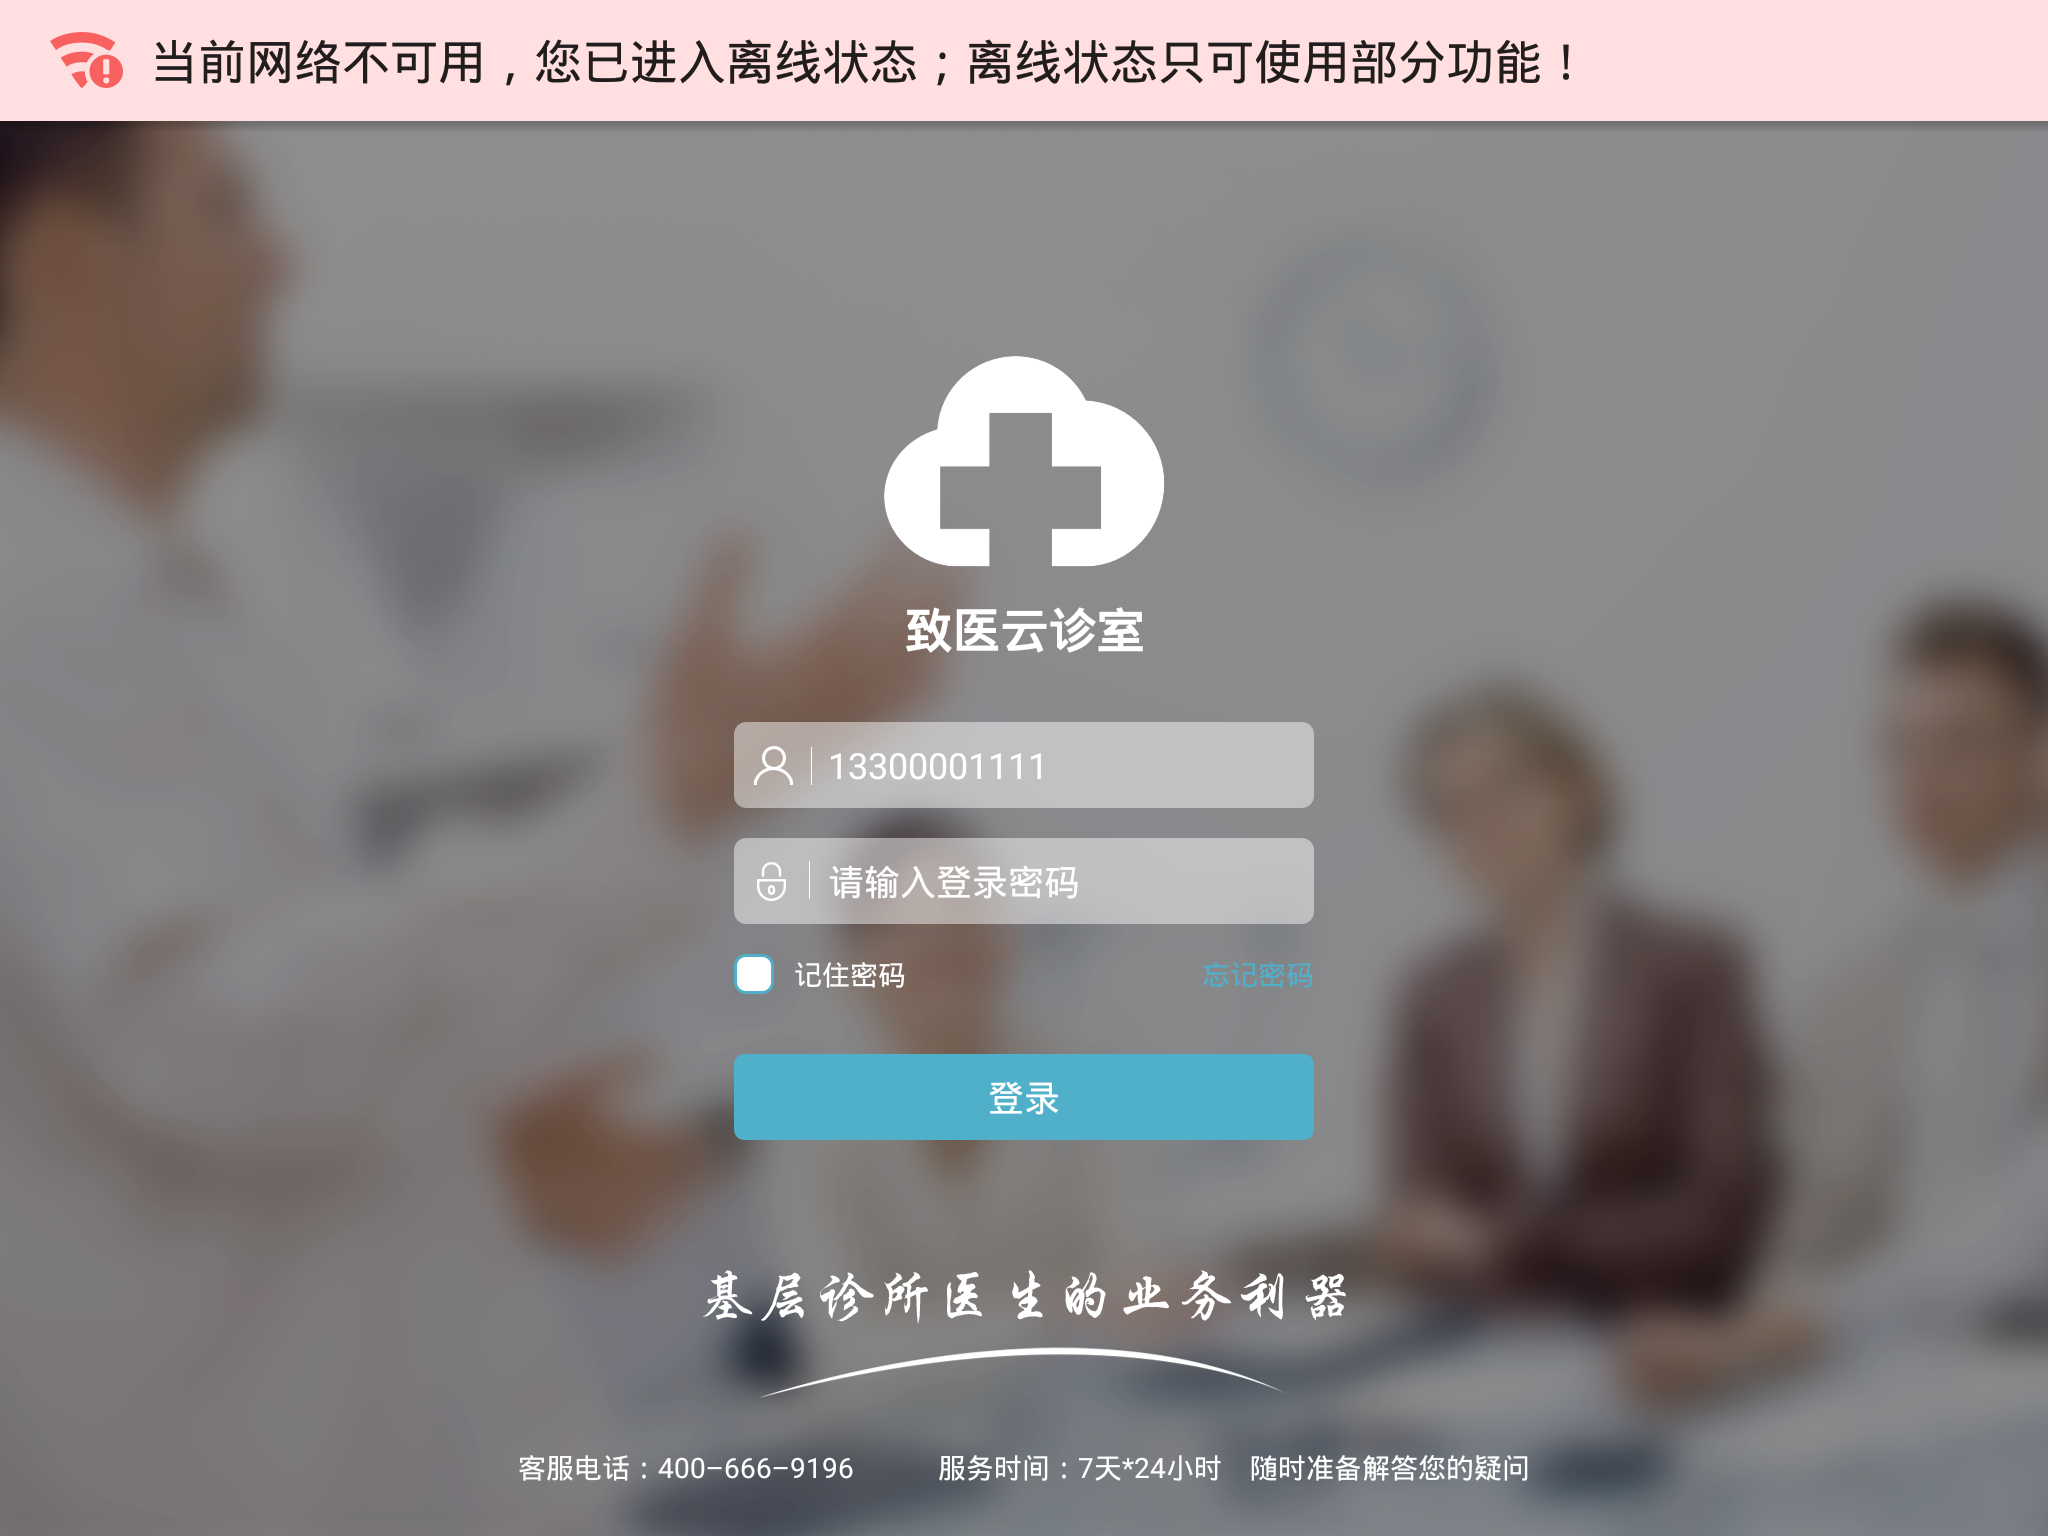 当前网络不可用，您已进入离线状态；离线状态只可使用部分功能！
致医云诊室
13300001111
请输入登录密码
记住密码 忘记密码
登录
基层诊所医生的业务利器
客服电话：400-666-9196 服务时间：7天*24小时 随时准备解答您的疑问